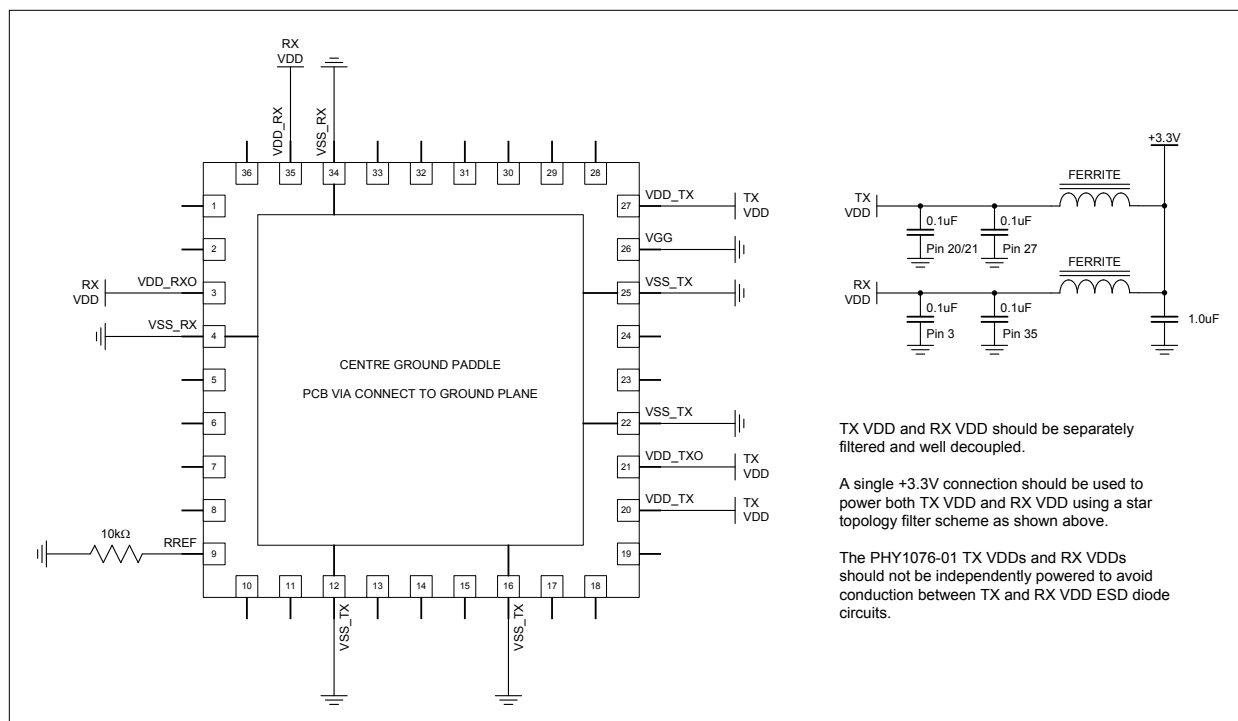 RX
VDD
VDD_RX
VSS_RX
36
35
34
33
32
31
30
29
28
1
2
RX
VDD
VDD_RXO
3
VSS_RX
4
5
6
7
8
10kΩ
RREF
9
CENTRE GROUND PADDLE
PCB VIA CONNECT TO GROUND PLANE
27
VDD_TX
TX
VDD
26
VGG
25
VSS_TX
24
23
22
VSS_TX
21
VDD_TXO
TX
VDD
20
VDD_TX
TX
VDD
19
10
11
12
13
14
15
16
17
18
VSS_TX
VSS_TX
+3.3V
FERRITE
TX
VDD
0.1uF
Pin 20/21
0.1uF
Pin 27
FERRITE
RX
VDD
0.1uF
Pin 3
0.1uF
Pin 35
1.0uF
TX VDD and RX VDD should be separately
filtered and well decoupled.
A single +3.3V connection should be used to
power both TX VDD and RX VDD using a star
topology filter scheme as shown above.
The PHY1076-01 TX VDDs and RX VDDs
should not be independently powered to avoid
conduction between TX and RX VDD ESD diode
circuits.